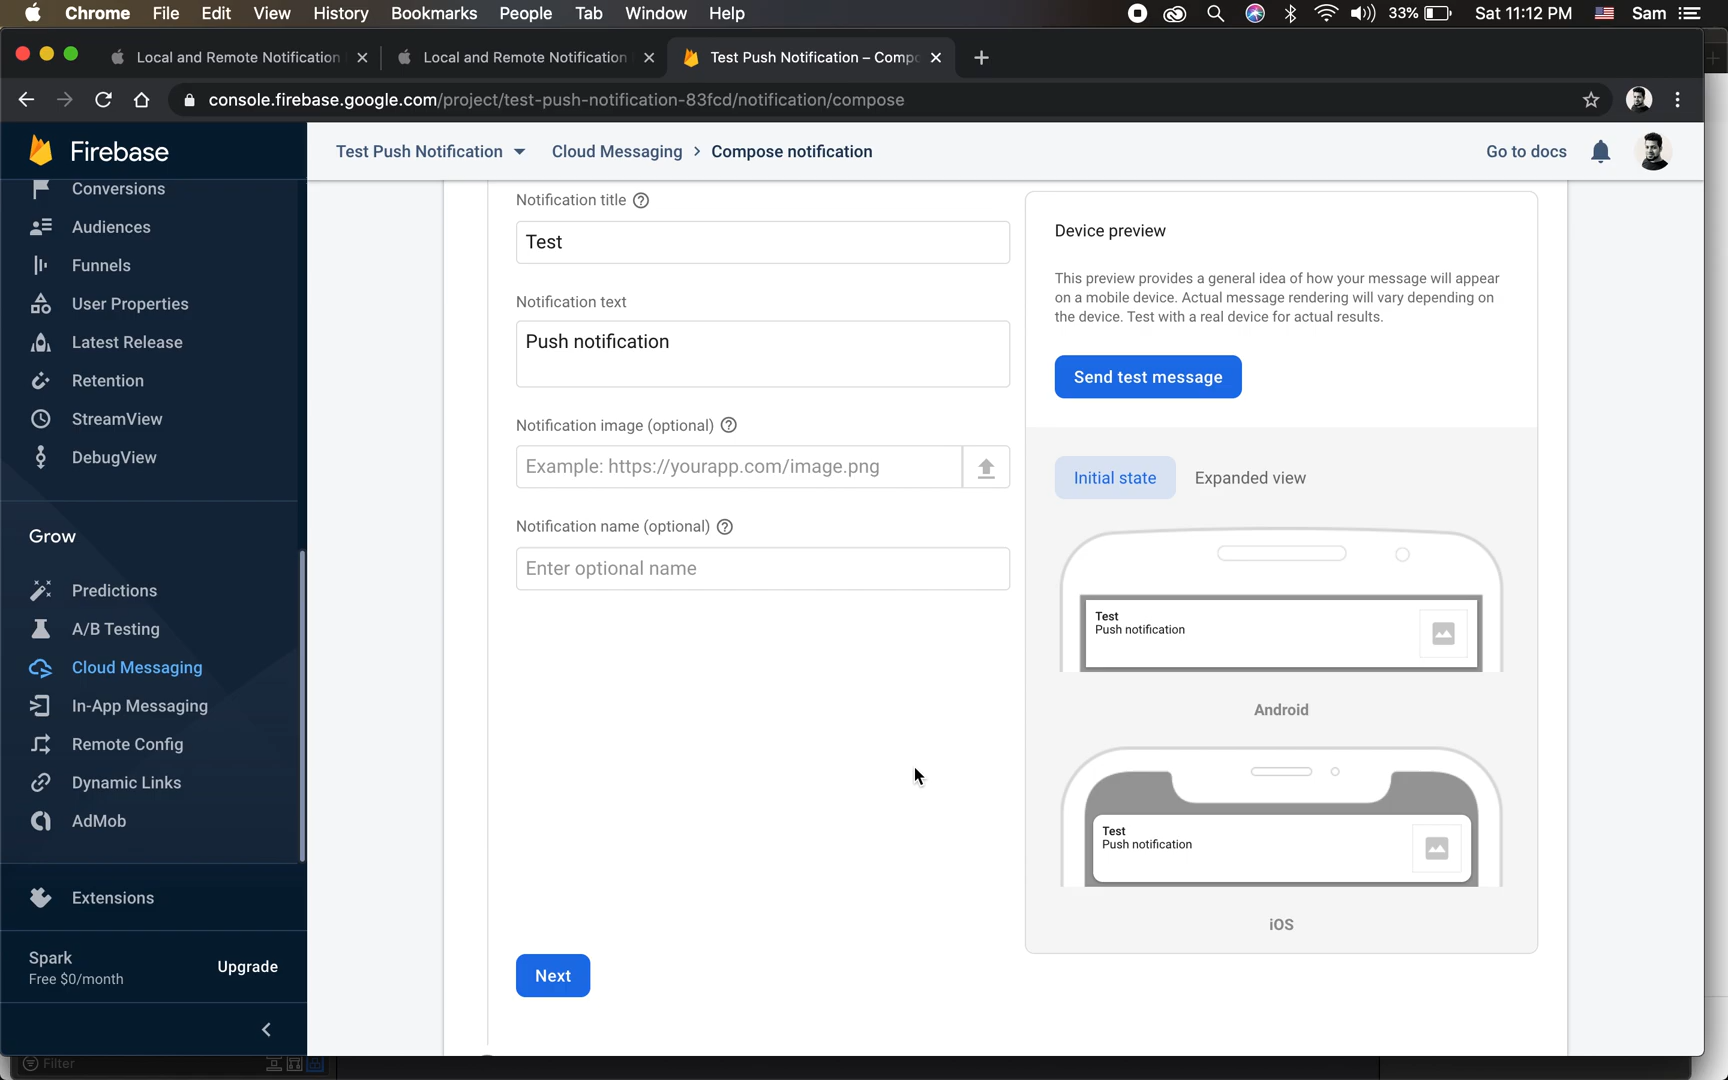 Chrome File Edit View History Bookmarks People Tab Window Help
33% Sat 11:12 PM Sam
Local and Remote Notification
Local and Remote Notification
Test Push Notification – Compo
console.firebase.google.com/project/test-push-notification-83fcd/notification/compose
Firebase
Conversions
Audiences
Funnels
User Properties
Latest Release
Retention
StreamView
DebugView
Grow
Predictions
A/B Testing
Cloud Messaging
In-App Messaging
Remote Config
Dynamic Links
AdMob
Extensions
Spark
Free $0/month
Upgrade
Filter
Test Push Notification
Cloud Messaging > Compose notification
Go to docs
Notification title
Test
Notification text
Push notification
Notification image (optional)
Example: https://yourapp.com/image.png
Notification name (optional)
Enter optional name
Next
Device preview
This preview provides a general idea of how your message will appear
on a mobile device. Actual message rendering will vary depending on
the device. Test with a real device for actual results.
Send test message
Initial state
Expanded view
Test
Push notification
Android
Test
Push notification
iOS